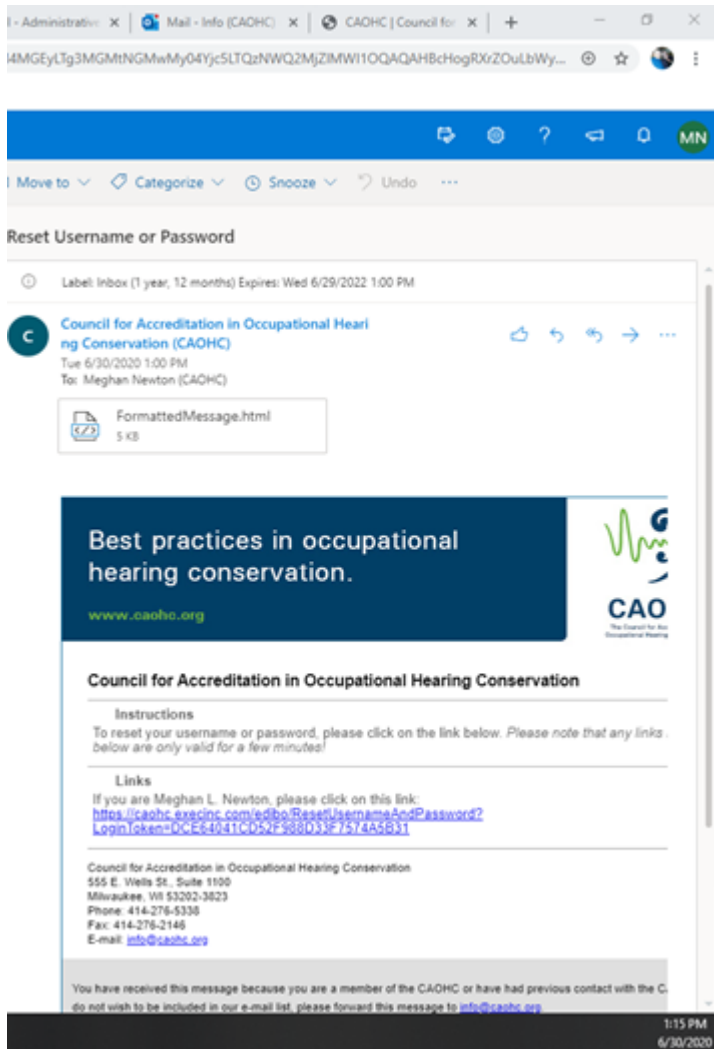 l - Administrative
Mail - Info (CAOHC)
CAOHC | Council for
Move to
Categorize
Snooze
Undo
MN
Reset Username or Password
Label: Inbox (1 year, 12 months) Expires: Wed 6/29/2022 1:00 PM
C
Council for Accreditation in Occupational Heari
ng Conservation (CAOHC)
Tue 6/30/2020 1:00 PM
To: Meghan Newton (CAOHC)
FormattedMessage.html
5 KB
Best practices in occupational
hearing conservation.
www.caohc.org
CAO
The Council for Acc
Occupational Hearing
Council for Accreditation in Occupational Hearing Conservation
Instructions
To reset your username or password, please click on the link below. Please note that any links
below are only valid for a few minutes!
Links
If you are Meghan L. Newton, please click on this link:
https://caohc.execinc.com/edibo/ResetUsernameAndPassword?
LoginToken=DCE64041CD52F988D33F7574A5B31
Council for Accreditation in Occupational Hearing Conservation
555 E. Wells St., Suite 1100
Milwaukee, WI 53202-3823
Phone: 414-276-5338
Fax: 414-276-2146
E-mail: info@caohc.org
You have received this message because you are a member of the CAOHC or have had previous contact with the C
do not wish to be included in our e-mail list, please forward this message to info@caohc.org
1:15 PM
6/30/2020